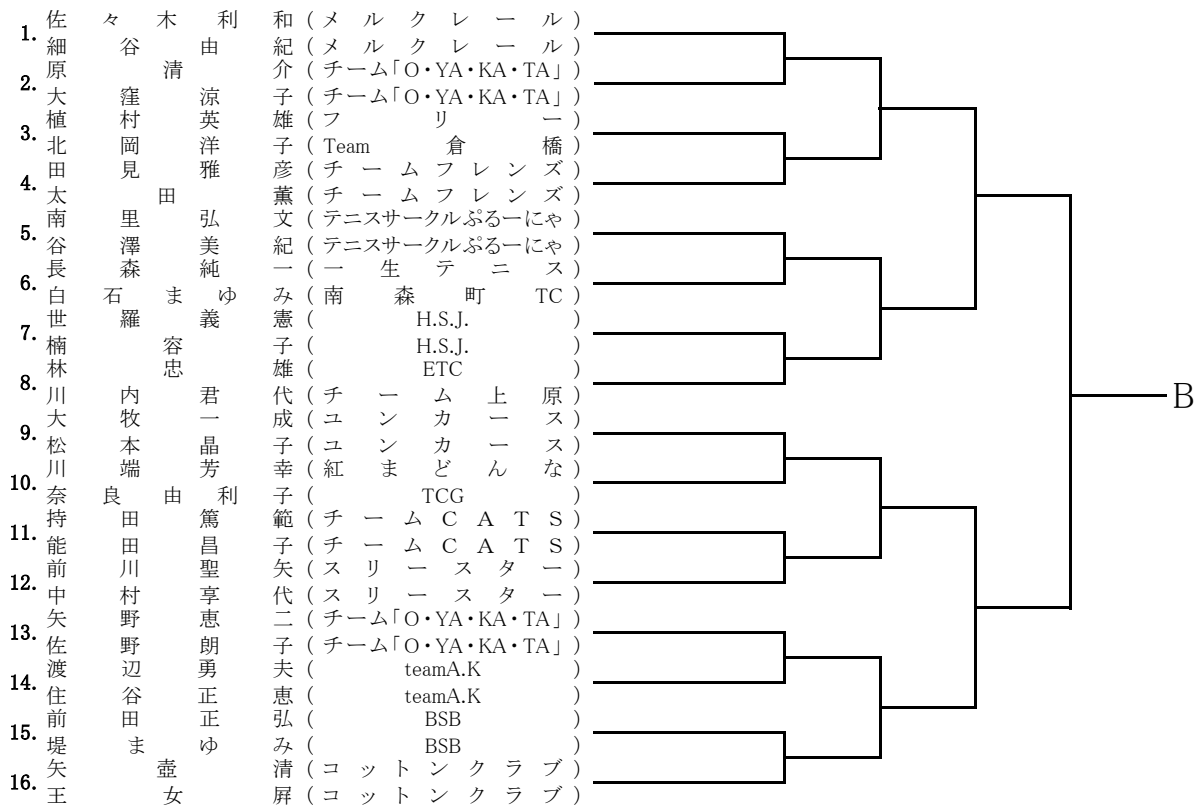 1. 佐々木利和(メルクレール)
細谷由紀(メルクレール)
2. 原清介(チーム「O・YA・KA・TA」)
大窪涼子(チーム「O・YA・KA・TA」)
3. 植村英雄(フリー)
北岡洋子(Team倉橋)
4. 田見雅彦(チームフレンズ)
太田薫(チームフレンズ)
5. 南里弘文(テニスサークルぷるーにゃ)
谷澤美紀(テニスサークルぷるーにゃ)
6. 長森純一(一生テニス)
白石まゆみ(南森町TC)
7. 世羅義憲(H.S.J.)
楠容子(H.S.J.)
8. 林忠雄(ETC)
川内君代(チーム上原)
9. 大牧一成(ユンカース)
松本晶子(ユンカース)
10. 川端芳幸(紅まどんな)
奈良由利子(TCG)
11. 持田篤範(チームCATS)
能田昌子(チームCATS)
12. 前川聖矢(スリースター)
中村享代(スリースター)
13. 矢野恵二(チーム「O・YA・KA・TA」)
佐野朗子(チーム「O・YA・KA・TA」)
14. 渡辺勇夫(teamA.K)
住谷正恵(teamA.K)
15. 前田正弘(BSB)
堤まゆみ(BSB)
16. 矢壺清(コットンクラブ)
王女屛(コットンクラブ)
B